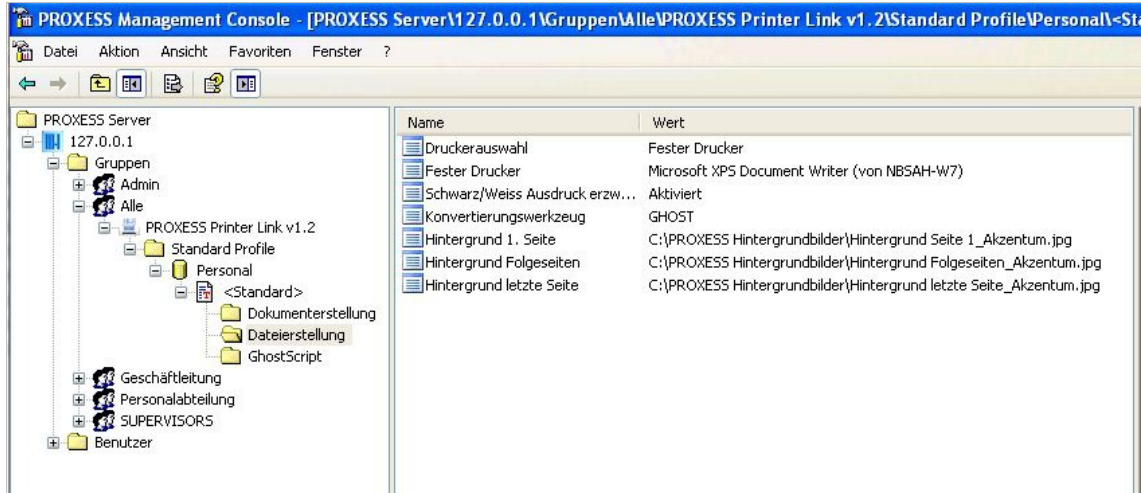 PROXESS Management Console - [PROXESS Server\127.0.0.1\Gruppen\Alle\PROXESS Printer Link v1.2\Standard Profile\Personal\<Sta
Datei Aktion Ansicht Favoriten Fenster ?
PROXESS Server
127.0.0.1
Gruppen
Admin
Alle
PROXESS Printer Link v1.2
Standard Profile
Personal
<Standard>
Dokumenterstellung
Dateierstellung
GhostScript
Geschäftleitung
Personalabteilung
SUPERVISORS
Benutzer
Name Wert
Druckerauswahl Fester Drucker
Fester Drucker Microsoft XPS Document Writer (von NBSAH-W7)
Schwarz/Weiss Ausdruck erzw... Aktiviert
Konvertierungswerkzeug GHOST
Hintergrund 1. Seite C:\PROXESS Hintergrundbilder\Hintergrund Seite 1_Akzentum.jpg
Hintergrund Folgeseiten C:\PROXESS Hintergrundbilder\Hintergrund Folgeseiten_Akzentum.jpg
Hintergrund letzte Seite C:\PROXESS Hintergrundbilder\Hintergrund letzte Seite_Akzentum.jpg